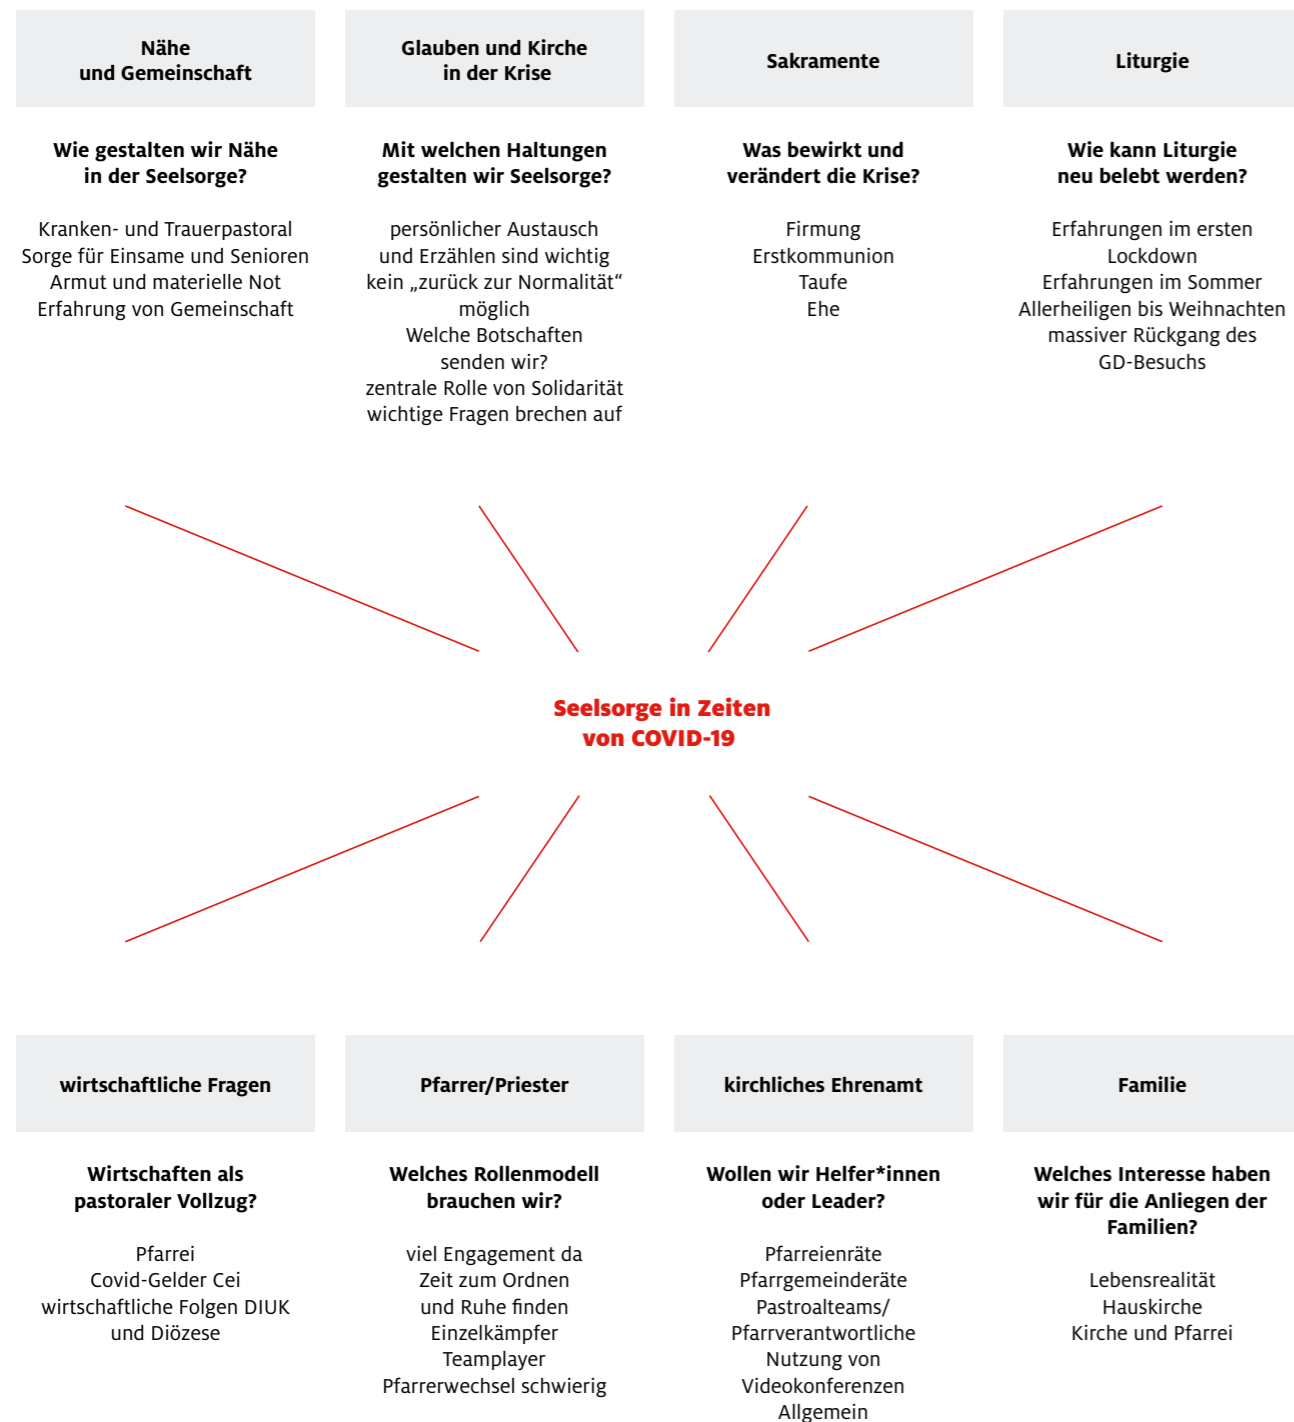 Nähe
und Gemeinschaft
Wie gestalten wir Nähe
in der Seelsorge?
Kranken- und Trauerpastoral
Sorge für Einsame und Senioren
Armut und materielle Not
Erfahrung von Gemeinschaft
Glauben und Kirche
in der Krise
Mit welchen Haltungen
gestalten wir Seelsorge?
persönlicher Austausch
und Erzählen sind wichtig
kein „zurück zur Normalität“
möglich
Welche Botschaften
senden wir?
zentrale Rolle von Solidarität
wichtige Fragen brechen auf
Sakramente
Was bewirkt und
verändert die Krise?
Firmung
Erstkommunion
Taufe
Ehe
Liturgie
Wie kann Liturgie
neu belebt werden?
Erfahrungen im ersten
Lockdown
Erfahrungen im Sommer
Allerheiligen bis Weihnachten
massiver Rückgang des
GD-Besuchs
Seelsorge in Zeiten
von COVID-19
wirtschaftliche Fragen
Wirtschaften als
pastoraler Vollzug?
Pfarrei
Covid-Gelder Cei
wirtschaftliche Folgen DIUK
und Diözese
Pfarrer/Priester
Welches Rollenmodell
brauchen wir?
viel Engagement da
Zeit zum Ordnen
und Ruhe finden
Einzelkämpfer
Teamplayer
Pfarrerwechsel schwierig
kirchliches Ehrenamt
Wollen wir Helfer*innen
oder Leader?
Pfarreienräte
Pfarrgemeinderäte
Pastroalteams/
Pfarrverantwortliche
Nutzung von
Videokonferenzen
Allgemein
Familie
Welches Interesse haben
wir für die Anliegen der
Familien?
Lebensrealität
Hauskirche
Kirche und Pfarrei